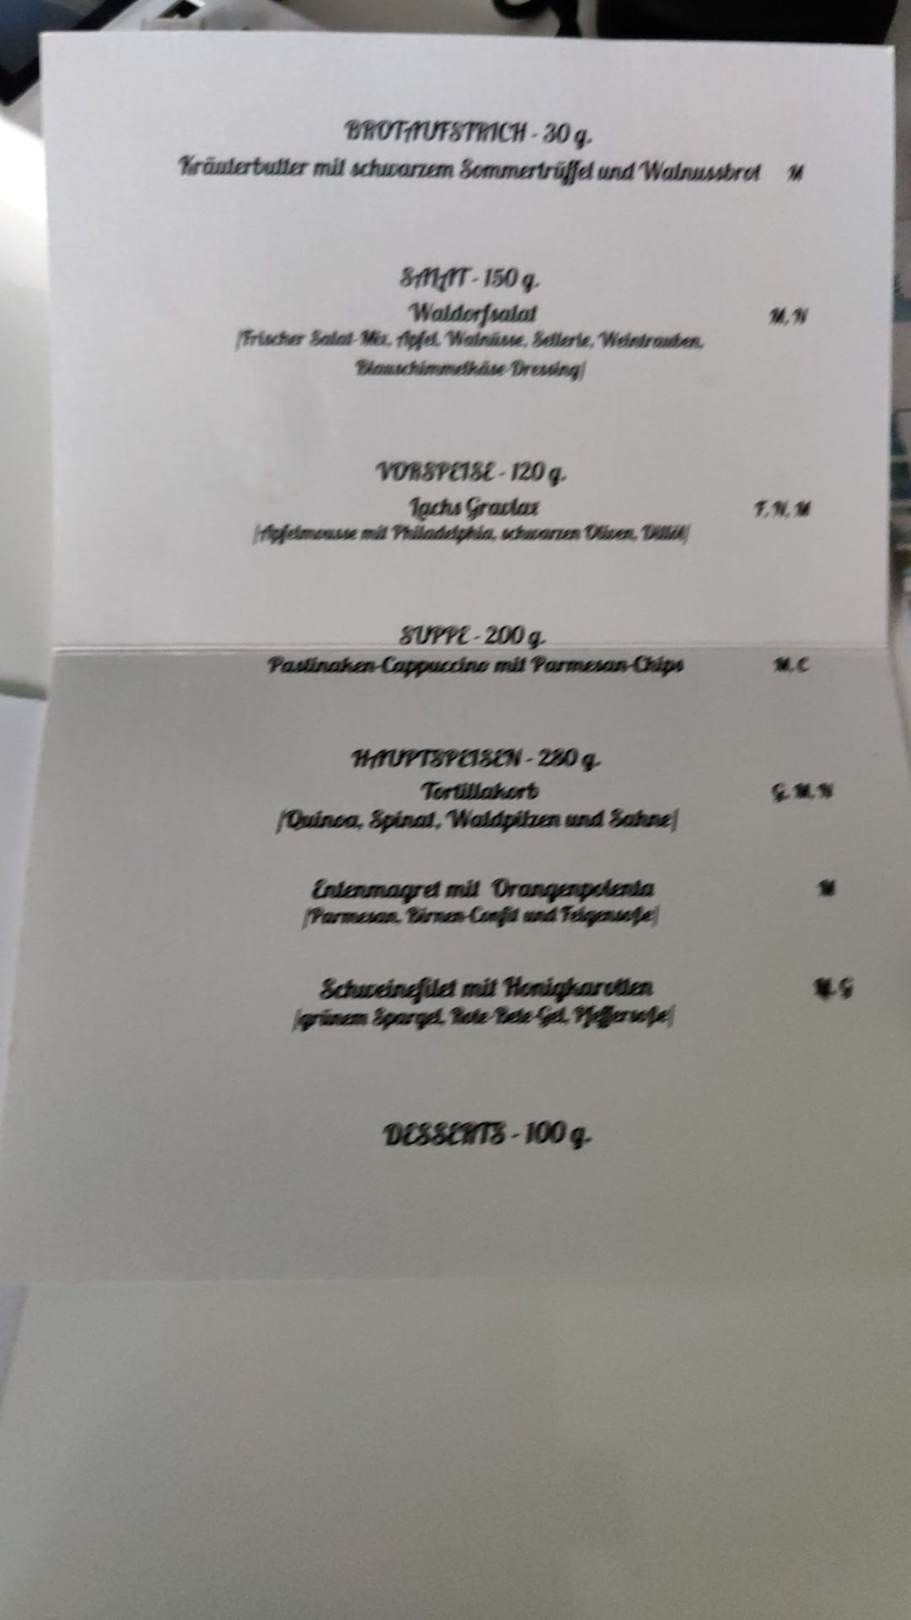 BROTAUFSTRICH - 30 g.
Kräuterbutter mit schwarzem Sommertrüffel und Walnussbrot M
SALAT - 150 g.
Waldorfsalat M, N
(Frischer Salat-Mix, Apfel, Walnüsse, Sellerie, Weintrauben,
Blauschimmelkäse-Dressing)
VORSPEISE - 120 g.
Lachs Gravlax F, N, M
(Apfelmousse mit Philadelphia, schwarzen Oliven, Dillöl)
SUPPE - 200 g.
Pastinaken-Cappuccino mit Parmesan-Chips M, C
HAUPTSPEISEN - 280 g.
Tortillakorb G, M, N
(Quinoa, Spinat, Waldpilzen und Sahne)
Entenmagret mit Orangenpolenta M
(Parmesan, Birnen-Confit und Feigensoße)
Schweinefilet mit Honigkarotten M, G
(grünem Spargel, Rote-Bete-Gel, Pfeffersoße)
DESSERTS - 100 g.